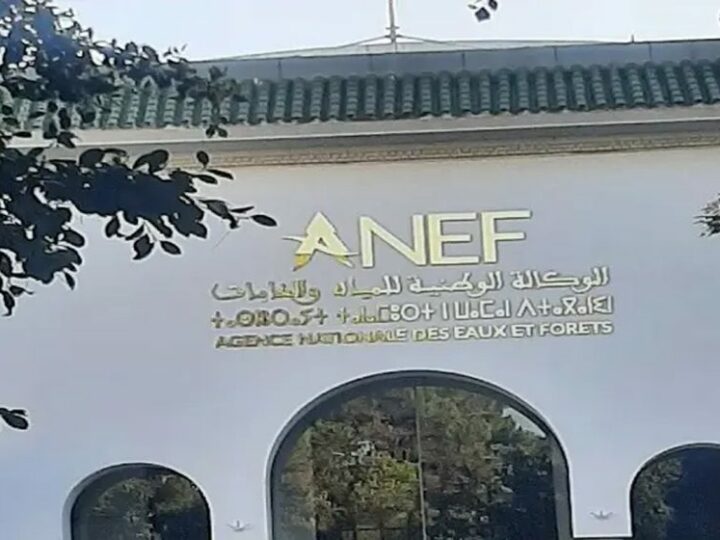 ANEF
الوكالة الوطنية للمياه والغابات
AGENCE NATIONALE DES EAUX ET FORETS